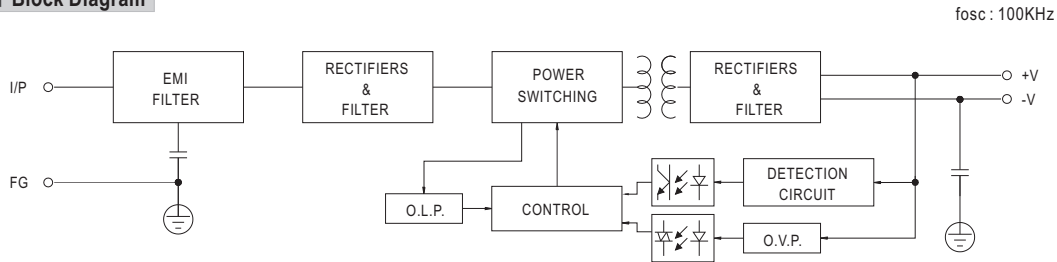 Block Diagram
fosc : 100KHz
I/P
EMI
FILTER
RECTIFIERS
&
FILTER
POWER
SWITCHING
RECTIFIERS
&
FILTER
+V
-V
FG
O.L.P.
CONTROL
DETECTION
CIRCUIT
O.V.P.